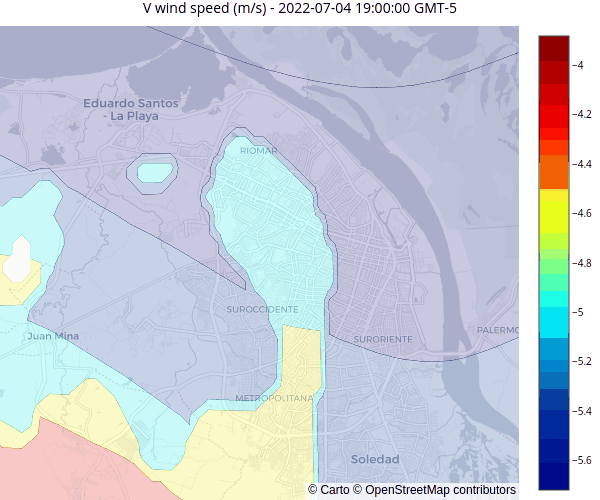 V wind speed (m/s) - 2022-07-04 19:00:00 GMT-5
Eduardo Santos
- La Playa
RIOMAR
SUROCCIDENTE
Juan Mina
SURORIENTE
PALERMO
METROPOLITANA
Soledad
© Carto © OpenStreetMap contributors
−4
−4.2
−4.4
−4.6
−4.8
−5
−5.2
−5.4
−5.6